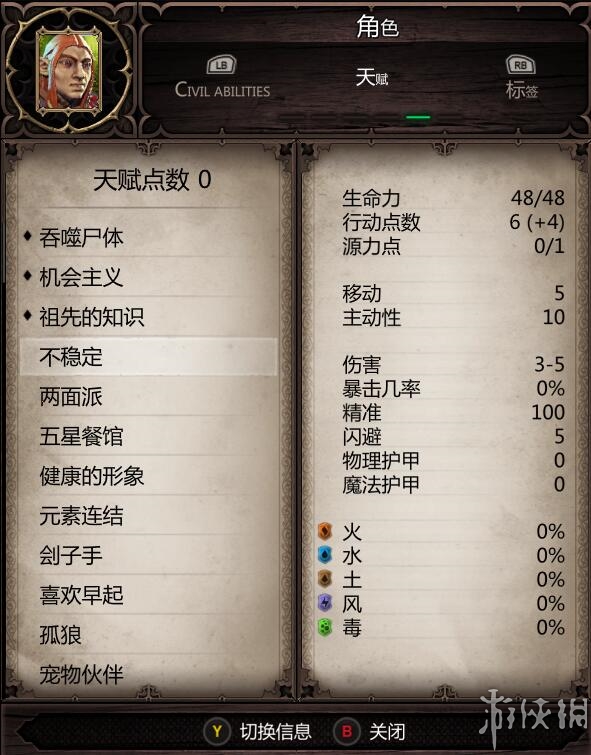 角色
LB
RB
CIVIL ABILITIES
天赋
标签
天赋点数 0
吞噬尸体
机会主义
祖先的知识
不稳定
两面派
五星餐馆
健康的形象
元素连结
刽子手
喜欢早起
孤狼
宠物伙伴
生命力 48/48
行动点数 6 (+4)
源力点 0/1
移动 5
主动性 10
伤害 3-5
暴击几率 0%
精准 100
闪避 5
物理护甲 0
魔法护甲 0
火 0%
水 0%
土 0%
风 0%
毒 0%
Y 切换信息 B 关闭
游侠網